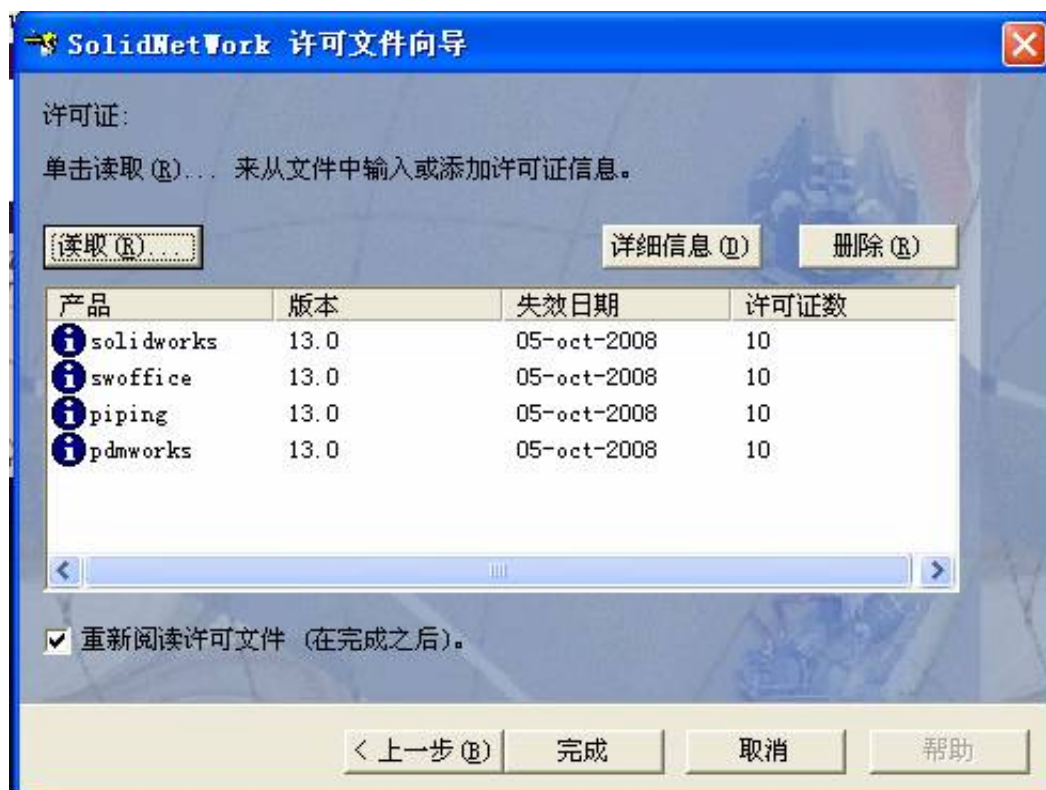 SolidNetWork 许可文件向导
许可证:
单击读取(R)... 来从文件中输入或添加许可证信息。
读取(R)... 详细信息(D) 删除(R)
产品 版本 失效日期 许可证数
solidworks 13.0 05-oct-2008 10
swoffice 13.0 05-oct-2008 10
piping 13.0 05-oct-2008 10
pdmworks 13.0 05-oct-2008 10
重新阅读许可文件 (在完成之后)。
< 上一步(B) 完成 取消 帮助